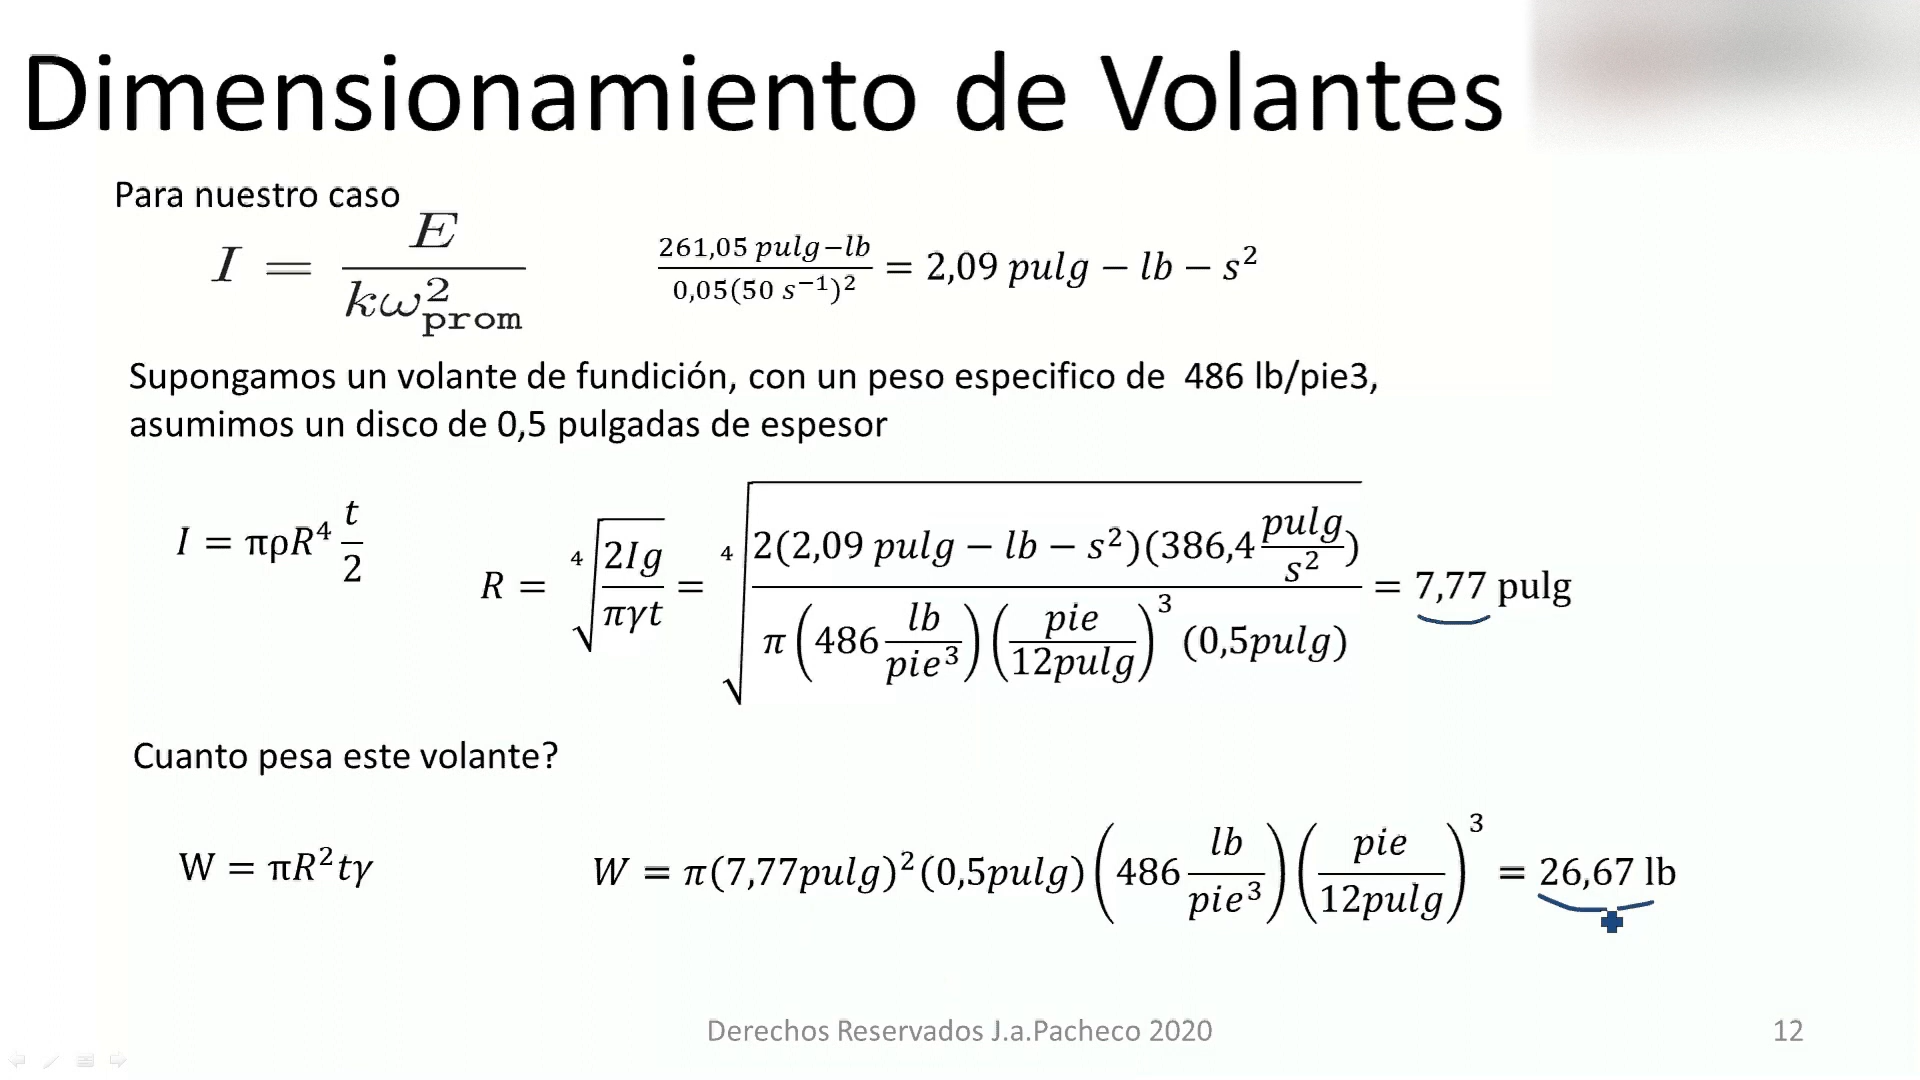 Dimensionamiento de Volantes
Para nuestro caso
I = E / kω²prom    261,05 pulg−lb / 0,05(50 s⁻¹)² = 2,09 pulg − lb − s²
Supongamos un volante de fundición, con un peso especifico de 486 lb/pie3,
asumimos un disco de 0,5 pulgadas de espesor
I = πρR⁴ t/2    R = ⁴√(2Ig / πγt) = ⁴√(2(2,09 pulg − lb − s²)(386,4 pulg/s²) / π(486 lb/pie³)(pie/12pulg)³(0,5pulg)) = 7,77 pulg
Cuanto pesa este volante?
W = πR²tγ    W = π(7,77pulg)²(0,5pulg)(486 lb/pie³)(pie/12pulg)³ = 26,67 lb
Derechos Reservados J.a.Pacheco 2020    12